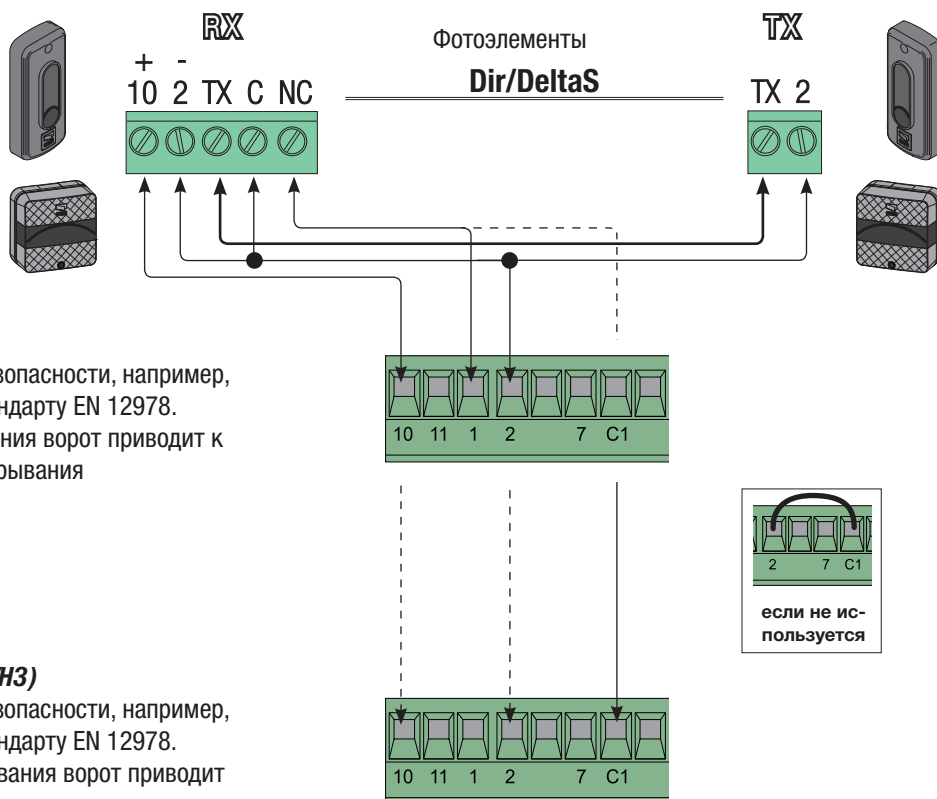 RX
Фотоэлементы
TX
+ -
Dir/DeltaS
10 2 TX C NC
TX 2
зопасности, например,
ндарту EN 12978.
ния ворот приводит к
рывания
10 11 1 2 7 C1
2 7 C1
если не ис-
пользуется
НЗ)
зопасности, например,
ндарту EN 12978.
вания ворот приводит
10 11 1 2 7 C1